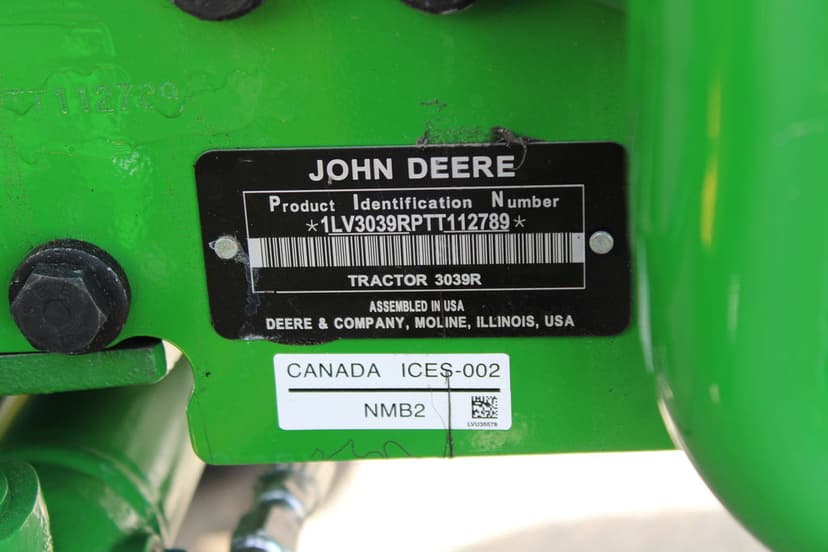 TT112789
JOHN DEERE
Product Identification Number
*1LV3039RPTT112789*
TRACTOR 3039R
ASSEMBLED IN USA
DEERE & COMPANY, MOLINE, ILLINOIS, USA
CANADA ICES-002
NMB2